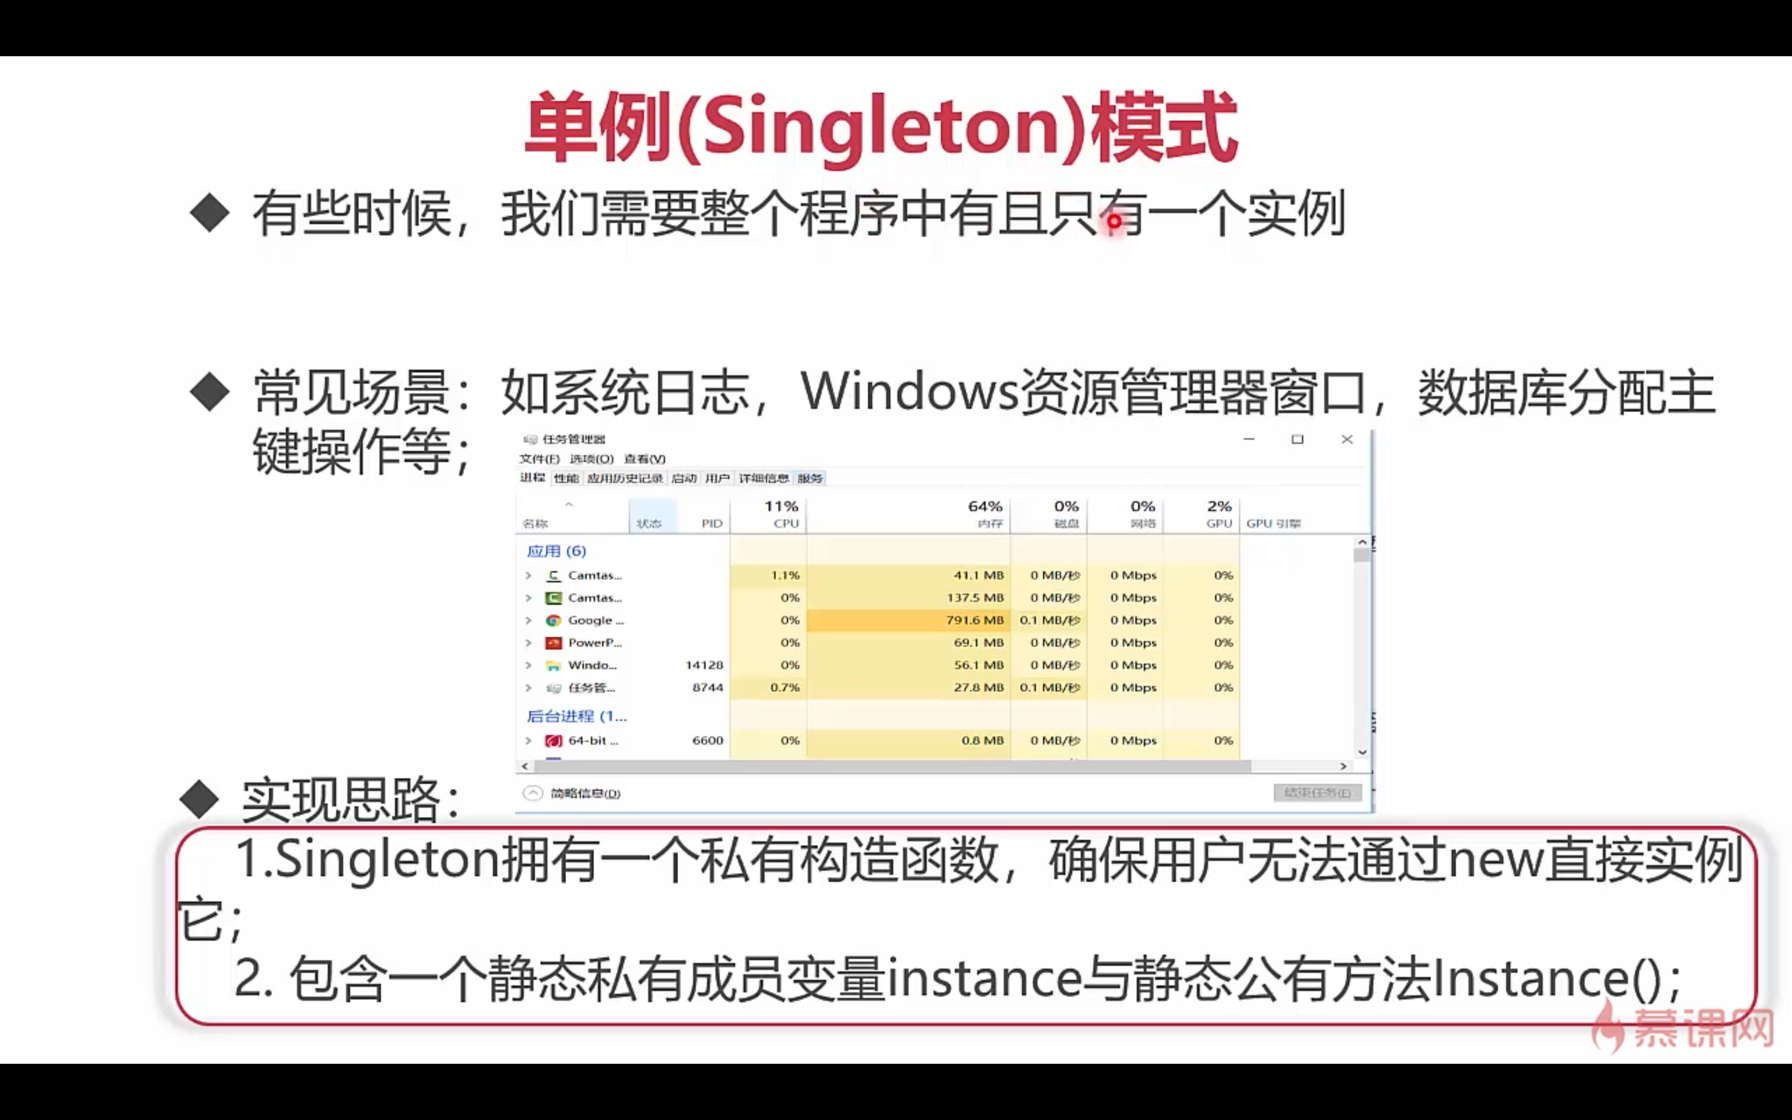 单例(Singleton)模式
◆ 有些时候，我们需要整个程序中有且只有一个实例
◆ 常见场景：如系统日志，Windows资源管理器窗口，数据库分配主
键操作等；
任务管理器
文件(F) 选项(O) 查看(V)
进程 性能 应用历史记录 启动 用户 详细信息 服务
11% 64% 0% 0% 2%
名称 状态 PID CPU 内存 磁盘 网络 GPU GPU 引擎
应用 (6)
Camtas... 1.1% 41.1 MB 0 MB/秒 0 Mbps 0%
Camtas... 0% 137.5 MB 0 MB/秒 0 Mbps 0%
Google ... 0% 791.6 MB 0.1 MB/秒 0 Mbps 0%
PowerP... 0% 69.1 MB 0 MB/秒 0 Mbps 0%
Windo... 14128 0% 56.1 MB 0 MB/秒 0 Mbps 0%
任务管... 8744 0.7% 27.8 MB 0.1 MB/秒 0 Mbps 0%
后台进程 (1...
64-bit ... 6600 0% 0.8 MB 0 MB/秒 0 Mbps 0%
简略信息(D) 结束任务(E)
◆ 实现思路：
1.Singleton拥有一个私有构造函数，确保用户无法通过new直接实例
它；
2. 包含一个静态私有成员变量instance与静态公有方法Instance()；
慕课网